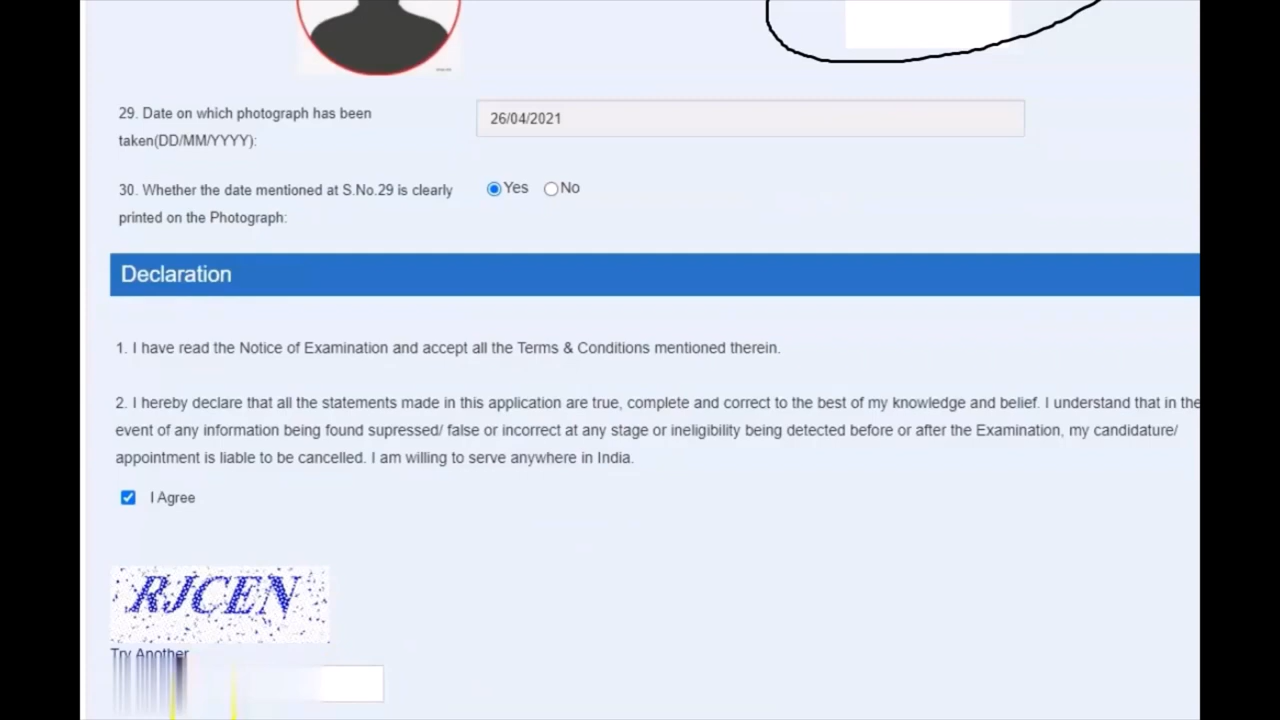 29. Date on which photograph has been
taken(DD/MM/YYYY):
26/04/2021
30. Whether the date mentioned at S.No.29 is clearly
printed on the Photograph:
Yes No
Declaration
1. I have read the Notice of Examination and accept all the Terms & Conditions mentioned therein.
2. I hereby declare that all the statements made in this application are true, complete and correct to the best of my knowledge and belief. I understand that in the
event of any information being found supressed/ false or incorrect at any stage or ineligibility being detected before or after the Examination, my candidature/
appointment is liable to be cancelled. I am willing to serve anywhere in India.
I Agree
RJCEN
Try Another